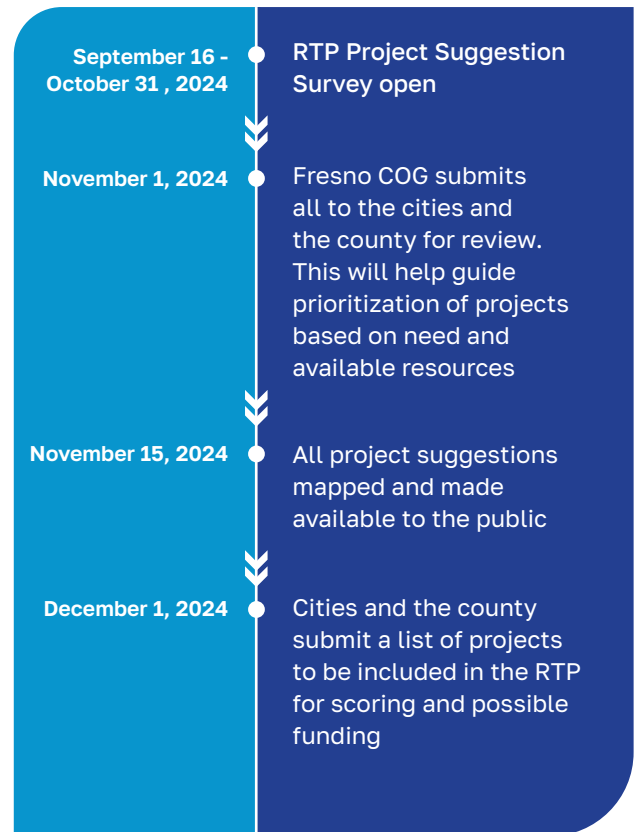 September 16 -
October 31 , 2024
RTP Project Suggestion
Survey open
November 1, 2024
Fresno COG submits
all to the cities and
the county for review.
This will help guide
prioritization of projects
based on need and
available resources
November 15, 2024
All project suggestions
mapped and made
available to the public
December 1, 2024
Cities and the county
submit a list of projects
to be included in the RTP
for scoring and possible
funding